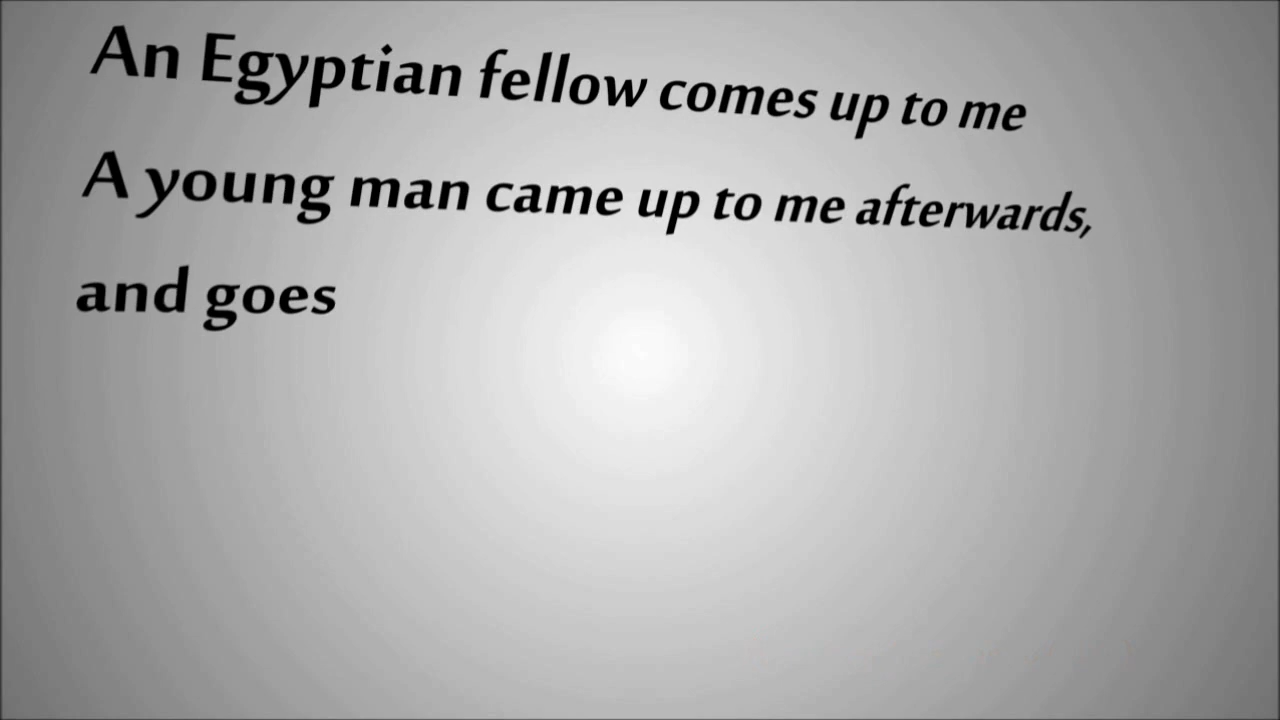 An Egyptian fellow comes up to me
A young man came up to me afterwards,
and goes